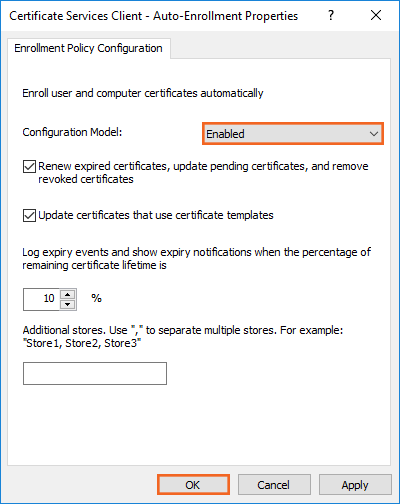 Certificate Services Client - Auto-Enrollment Properties
Enrollment Policy Configuration
Enroll user and computer certificates automatically
Configuration Model:
Enabled
Renew expired certificates, update pending certificates, and remove
revoked certificates
Update certificates that use certificate templates
Log expiry events and show expiry notifications when the percentage of
remaining certificate lifetime is
10 %
Additional stores. Use "," to separate multiple stores. For example:
"Store1, Store2, Store3"
OK
Cancel
Apply